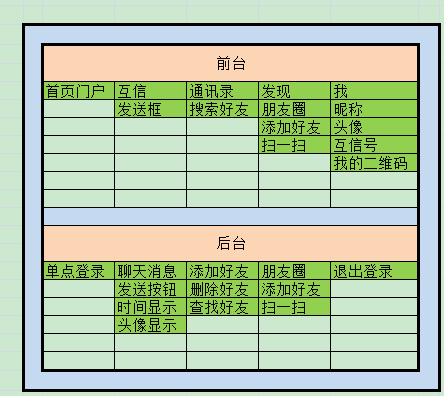 前台
首页门户 互信 通讯录 发现 我
发送框 搜索好友 朋友圈 昵称
添加好友 头像
扫一扫 互信号
我的二维码
后台
单点登录 聊天消息 添加好友 朋友圈 退出登录
发送按钮 删除好友 添加好友
时间显示 查找好友 扫一扫
头像显示